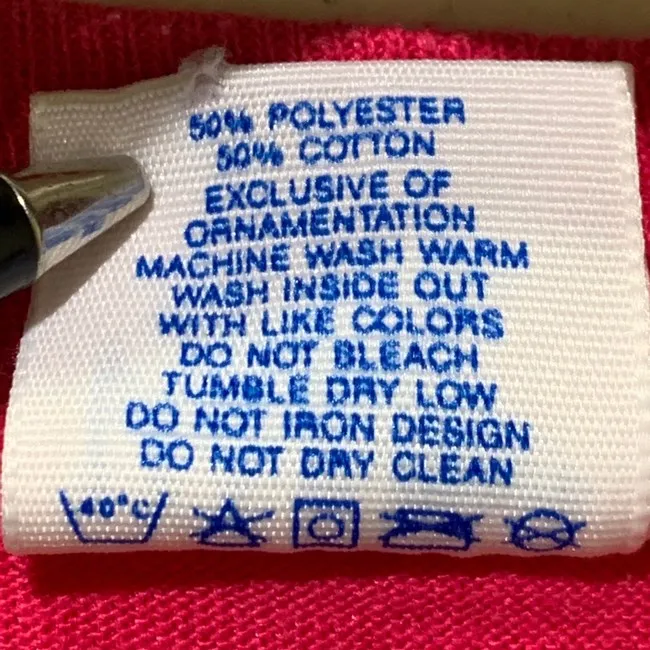 50% POLYESTER
50% COTTON
EXCLUSIVE OF
ORNAMENTATION
MACHINE WASH WARM
WASH INSIDE OUT
WITH LIKE COLORS
DO NOT BLEACH
TUMBLE DRY LOW
DO NOT IRON DESIGN
DO NOT DRY CLEAN
40°C